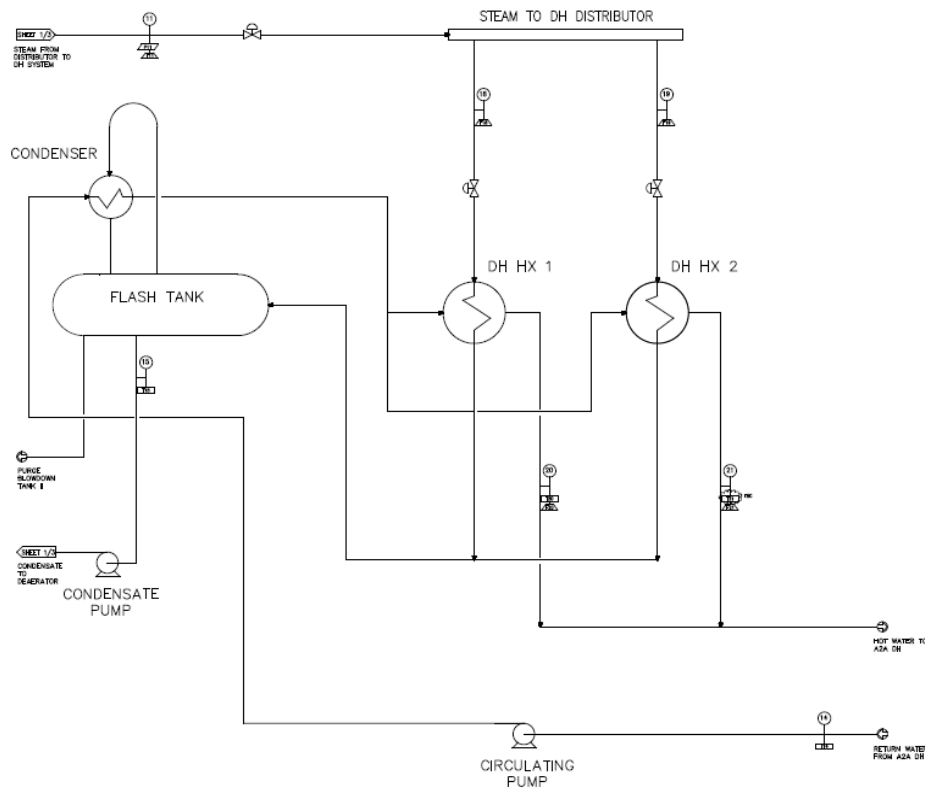 STEAM TO DH DISTRIBUTOR
11
SHEET 1/3
STEAM FROM
DISTRIBUTOR TO
DH SYSTEM
18
19
CONDENSER
DH HX 1
DH HX 2
FLASH TANK
15
PURGE
BLOWDOWN
TANK II
20
21
SHEET 1/3
CONDENSATE
TO
DEAERATOR
CONDENSATE
PUMP
HOT WATER TO
A2A DH
14
CIRCULATING
PUMP
RETURN WATER
FROM A2A DH